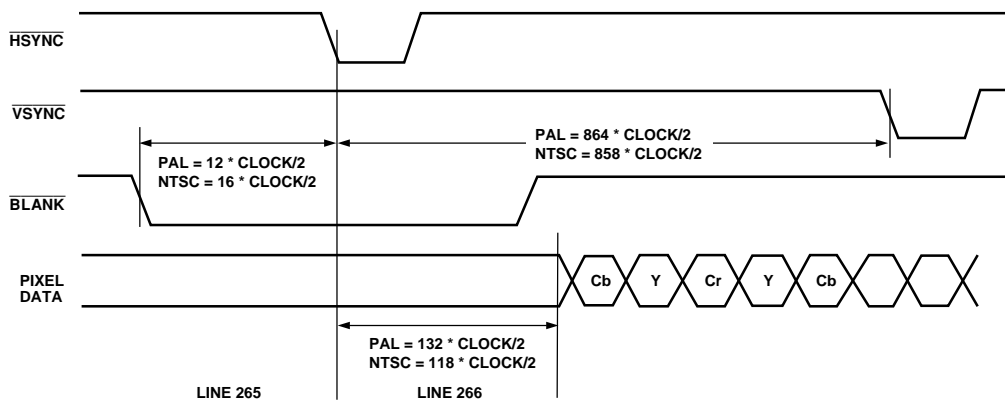 HSYNC
VSYNC
PAL = 864 * CLOCK/2
NTSC = 858 * CLOCK/2
PAL = 12 * CLOCK/2
NTSC = 16 * CLOCK/2
BLANK
PIXEL
DATA
Cb Y Cr Y Cb
PAL = 132 * CLOCK/2
NTSC = 118 * CLOCK/2
LINE 265 LINE 266